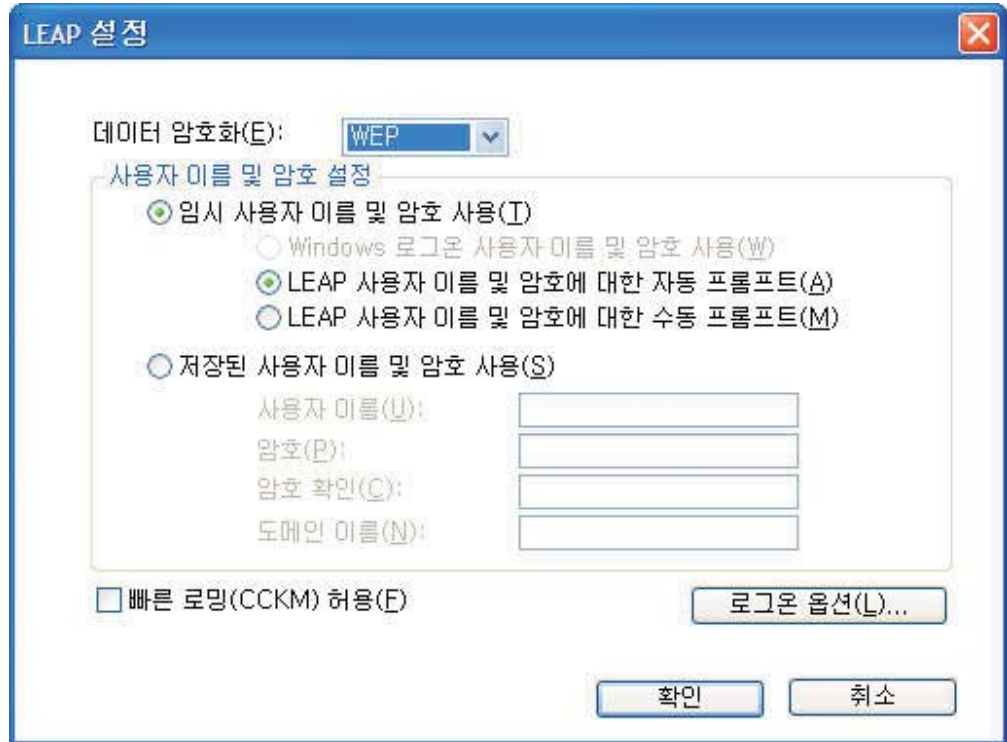 LEAP 설정
데이터 암호화(E): WEP
사용자 이름 및 암호 설정
임시 사용자 이름 및 암호 사용(T)
Windows 로그온 사용자 이름 및 암호 사용(W)
LEAP 사용자 이름 및 암호에 대한 자동 프롬프트(A)
LEAP 사용자 이름 및 암호에 대한 수동 프롬프트(M)
저장된 사용자 이름 및 암호 사용(S)
사용자 이름(U):
암호(P):
암호 확인(C):
도메인 이름(N):
빠른 로밍(CCKM) 허용(F) 로그온 옵션(L)...
확인 취소